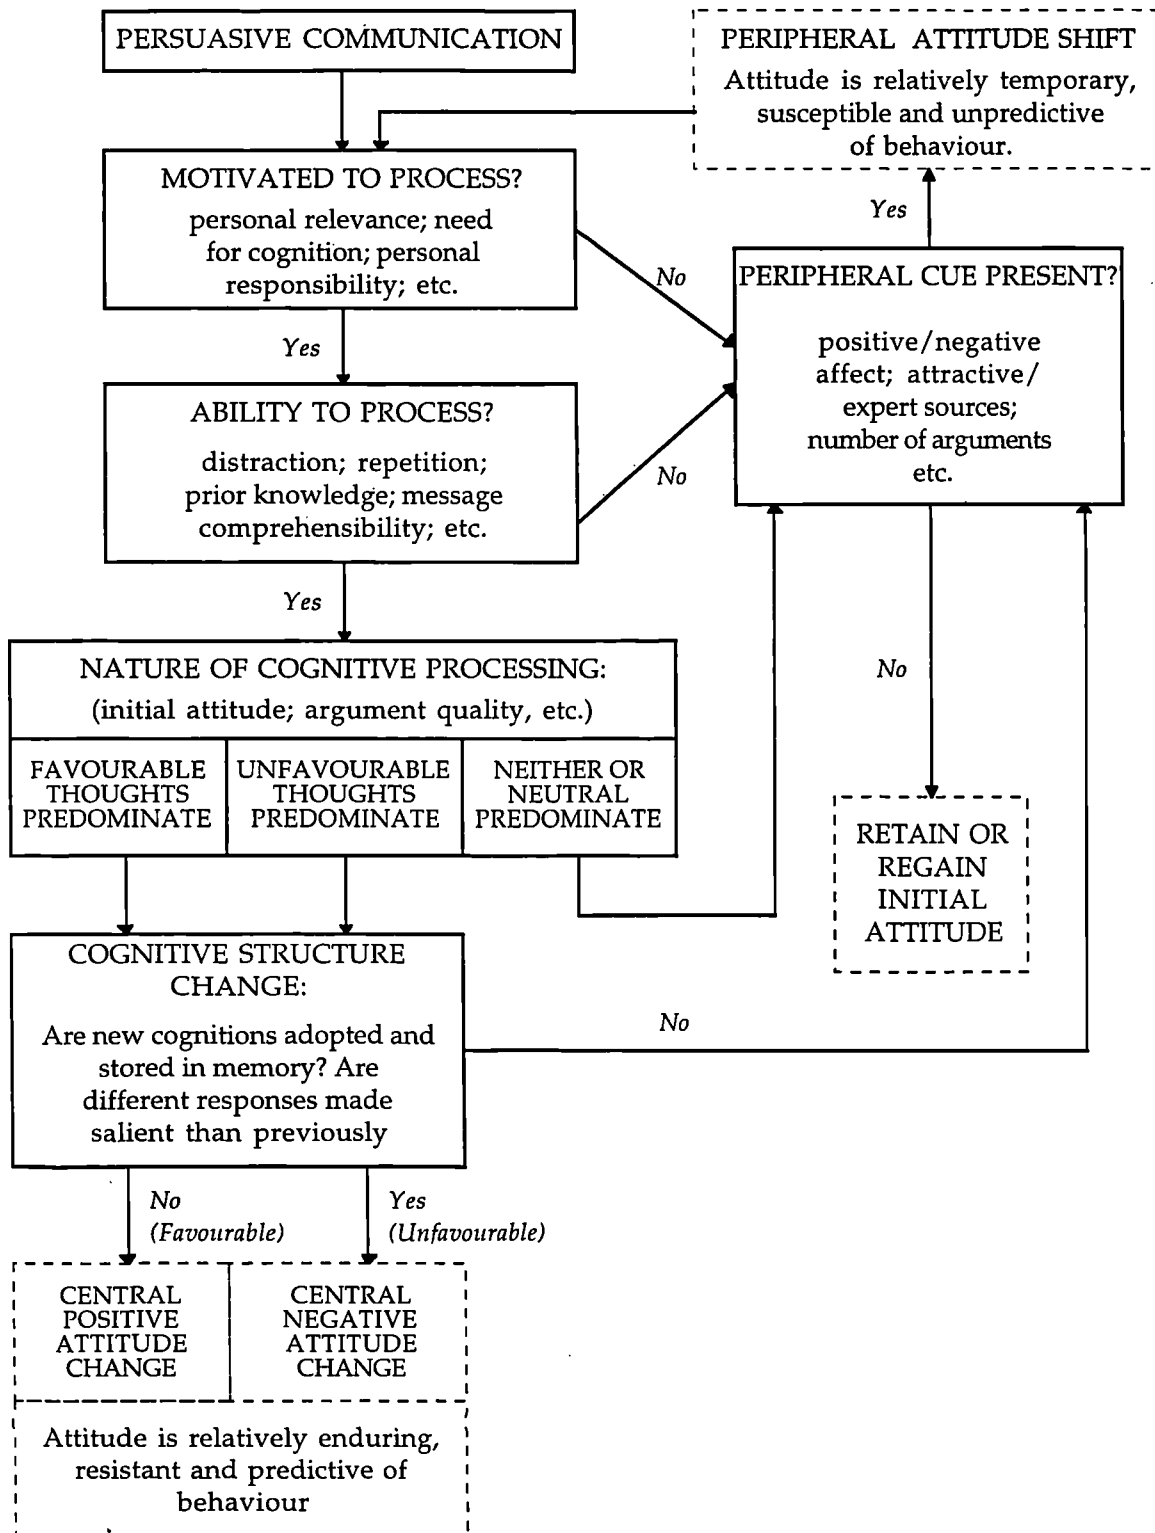 PERSUASIVE COMMUNICATION
PERIPHERAL ATTITUDE SHIFT
Attitude is relatively temporary,
susceptible and unpredictive
of behaviour.
MOTIVATED TO PROCESS?
personal relevance; need
for cognition; personal
responsibility; etc.
Yes
No
Yes
PERIPHERAL CUE PRESENT?
positive/negative
affect; attractive/
expert sources;
number of arguments
etc.
ABILITY TO PROCESS?
distraction; repetition;
prior knowledge; message
comprehensibility; etc.
No
Yes
NATURE OF COGNITIVE PROCESSING:
(initial attitude; argument quality, etc.)
FAVOURABLE
THOUGHTS
PREDOMINATE
UNFAVOURABLE
THOUGHTS
PREDOMINATE
NEITHER OR
NEUTRAL
PREDOMINATE
No
RETAIN OR
REGAIN
INITIAL
ATTITUDE
COGNITIVE STRUCTURE
CHANGE:
Are new cognitions adopted and
stored in memory? Are
different responses made
salient than previously
No
No
(Favourable)
Yes
(Unfavourable)
CENTRAL
POSITIVE
ATTITUDE
CHANGE
CENTRAL
NEGATIVE
ATTITUDE
CHANGE
Attitude is relatively enduring,
resistant and predictive of
behaviour